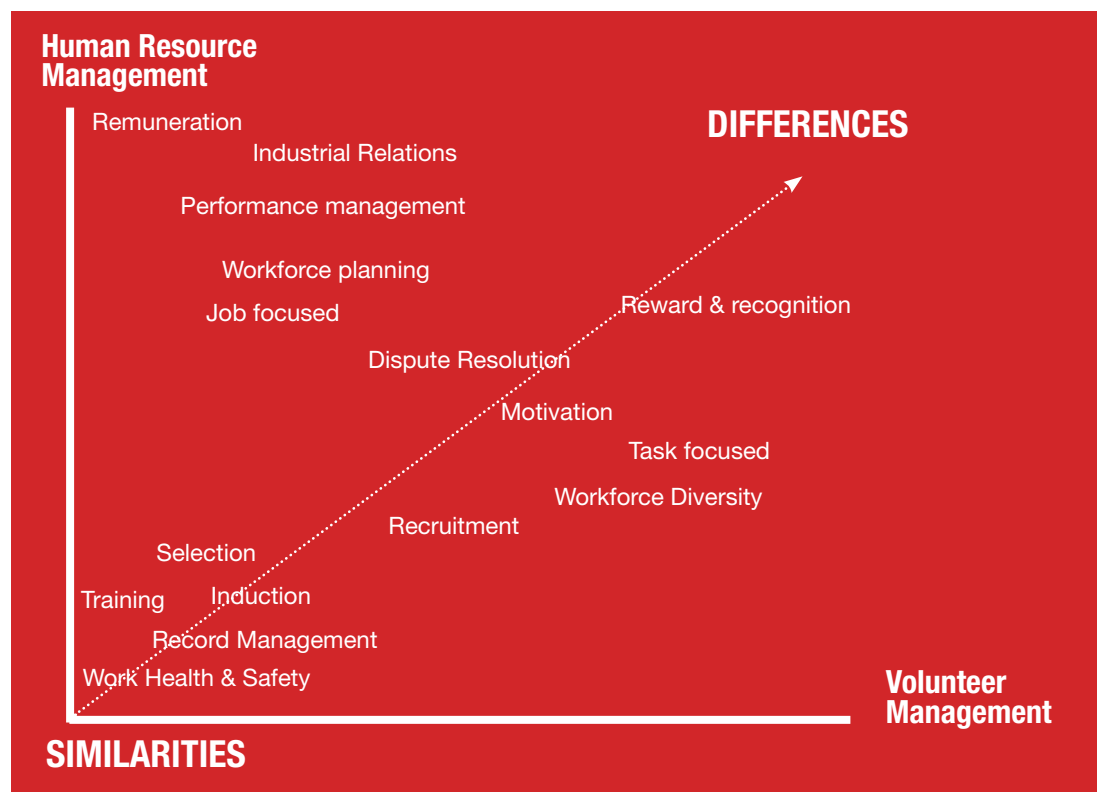 Human Resource
Management
Remuneration
DIFFERENCES
Industrial Relations
Performance management
Workforce planning
Reward & recognition
Job focused
Dispute Resolution
Motivation
Task focused
Workforce Diversity
Recruitment
Selection
Induction
Training
Record Management
Work Health & Safety
Volunteer
Management
SIMILARITIES